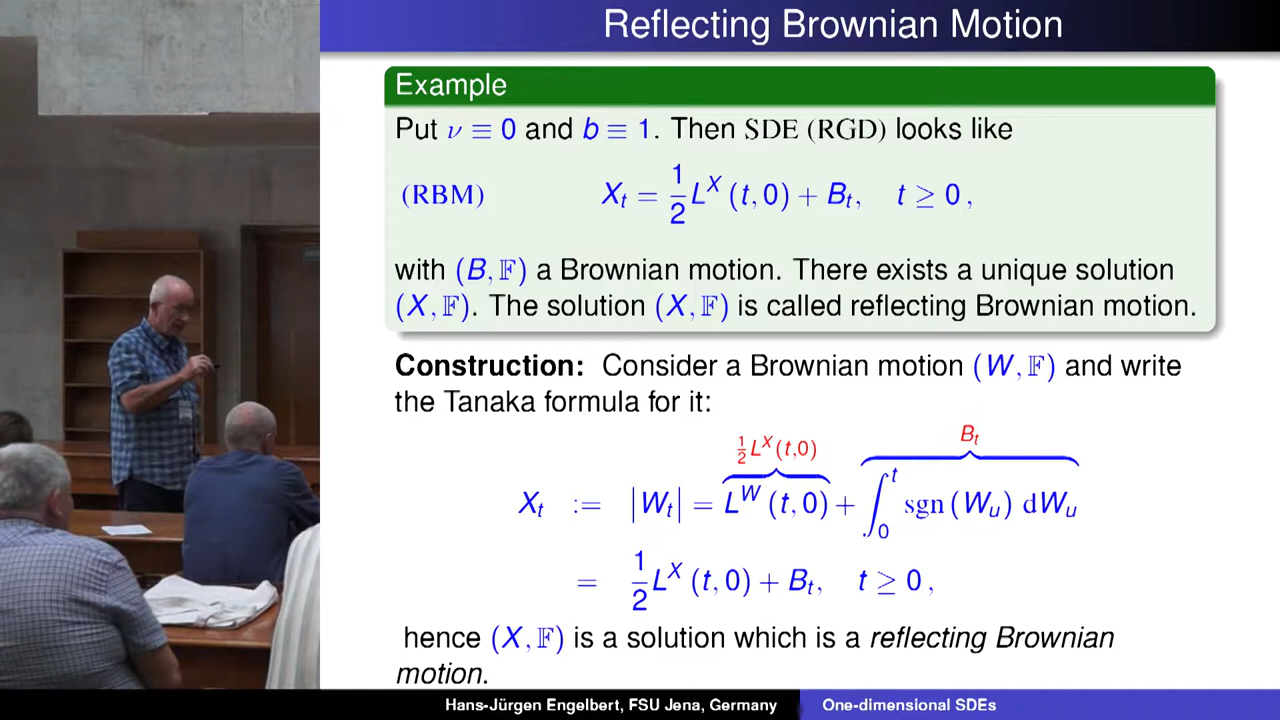 Reflecting Brownian Motion
Example
Put ν ≡ 0 and b ≡ 1. Then SDE (RGD) looks like
(RBM) X_t = 1/2 L^X (t, 0) + B_t, t ≥ 0 ,
with (B, 𝔽) a Brownian motion. There exists a unique solution
(X, 𝔽). The solution (X, 𝔽) is called reflecting Brownian motion.
Construction: Consider a Brownian motion (W, 𝔽) and write
the Tanaka formula for it:
1/2 L^X(t,0) B_t
X_t := |W_t| = L^W (t, 0) + ∫_0^t sgn (W_u) dW_u
= 1/2 L^X (t, 0) + B_t, t ≥ 0 ,
hence (X, 𝔽) is a solution which is a reflecting Brownian
motion.
Hans-Jürgen Engelbert, FSU Jena, Germany One-dimensional SDEs